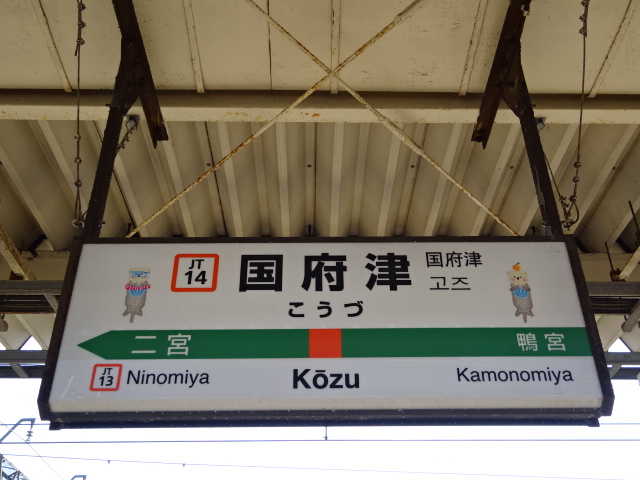 JT
14
国府津
国府津
고즈
こうづ
二宮
鴨宮
JT
13
Ninomiya
Kōzu
Kamonomiya